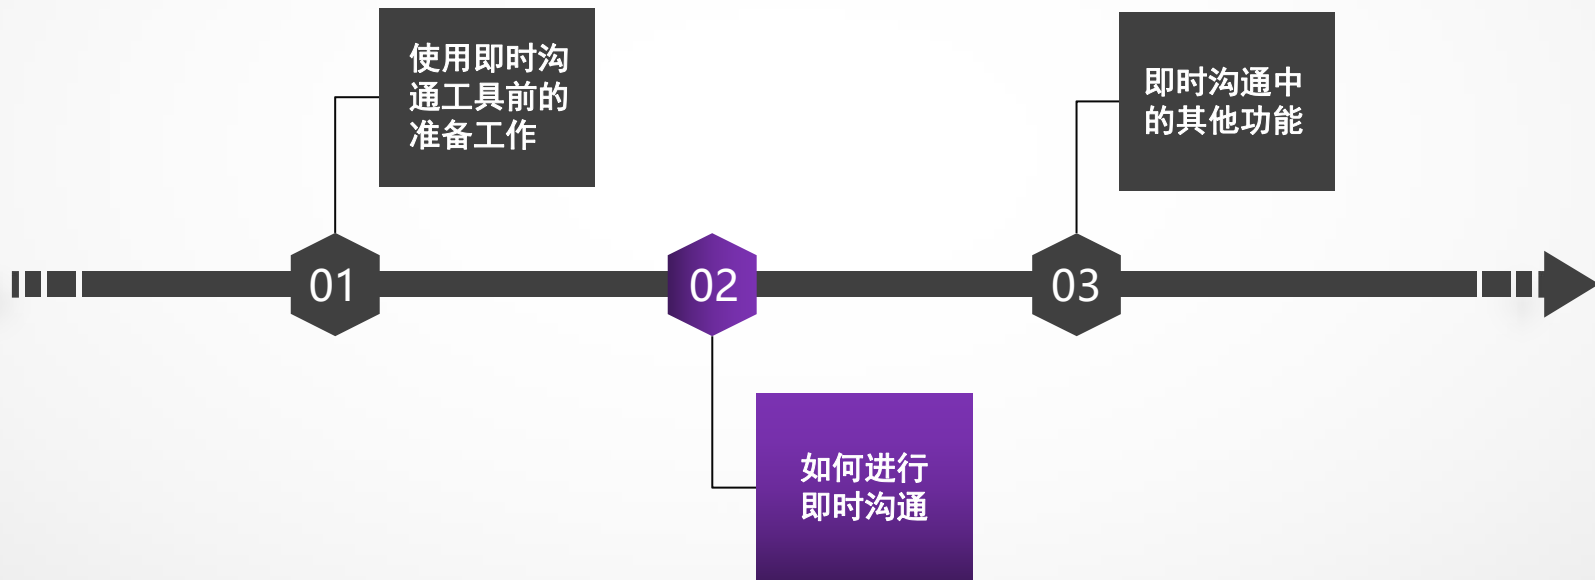 使用即时沟
通工具前的
准备工作
即时沟通中
的其他功能
01
02
03
如何进行
即时沟通